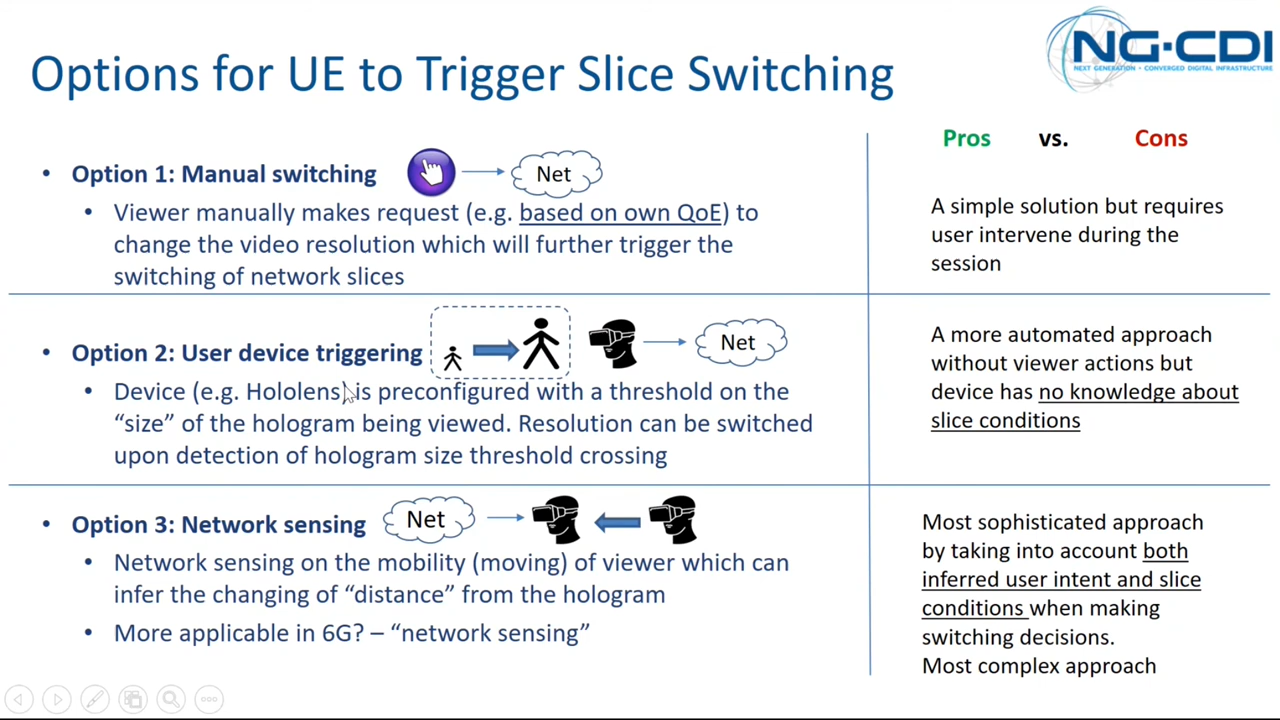 NG-CDI
NEXT GENERATION • CONVERGED DIGITAL INFRASTRUCTURE
Options for UE to Trigger Slice Switching
Pros vs. Cons
• Option 1: Manual switching
Net
• Viewer manually makes request (e.g. based on own QoE) to
change the video resolution which will further trigger the
switching of network slices
A simple solution but requires
user intervene during the
session
• Option 2: User device triggering
Net
• Device (e.g. Hololens) is preconfigured with a threshold on the
“size” of the hologram being viewed. Resolution can be switched
upon detection of hologram size threshold crossing
A more automated approach
without viewer actions but
device has no knowledge about
slice conditions
• Option 3: Network sensing
Net
• Network sensing on the mobility (moving) of viewer which can
infer the changing of “distance” from the hologram
• More applicable in 6G? – “network sensing”
Most sophisticated approach
by taking into account both
inferred user intent and slice
conditions when making
switching decisions.
Most complex approach